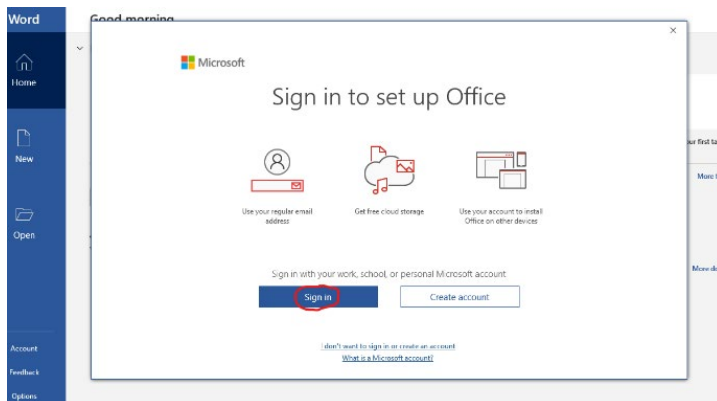 Word
Good morning
Home
New
Open
Account
Feedback
Options
Microsoft
Sign in to set up Office
Use your regular email
address
Get free cloud storage
Use your account to install
Office on other devices
Sign in with your work, school, or personal Microsoft account
Sign in
Create account
I don't want to sign in or create an account
What is a Microsoft account?
first
More
More